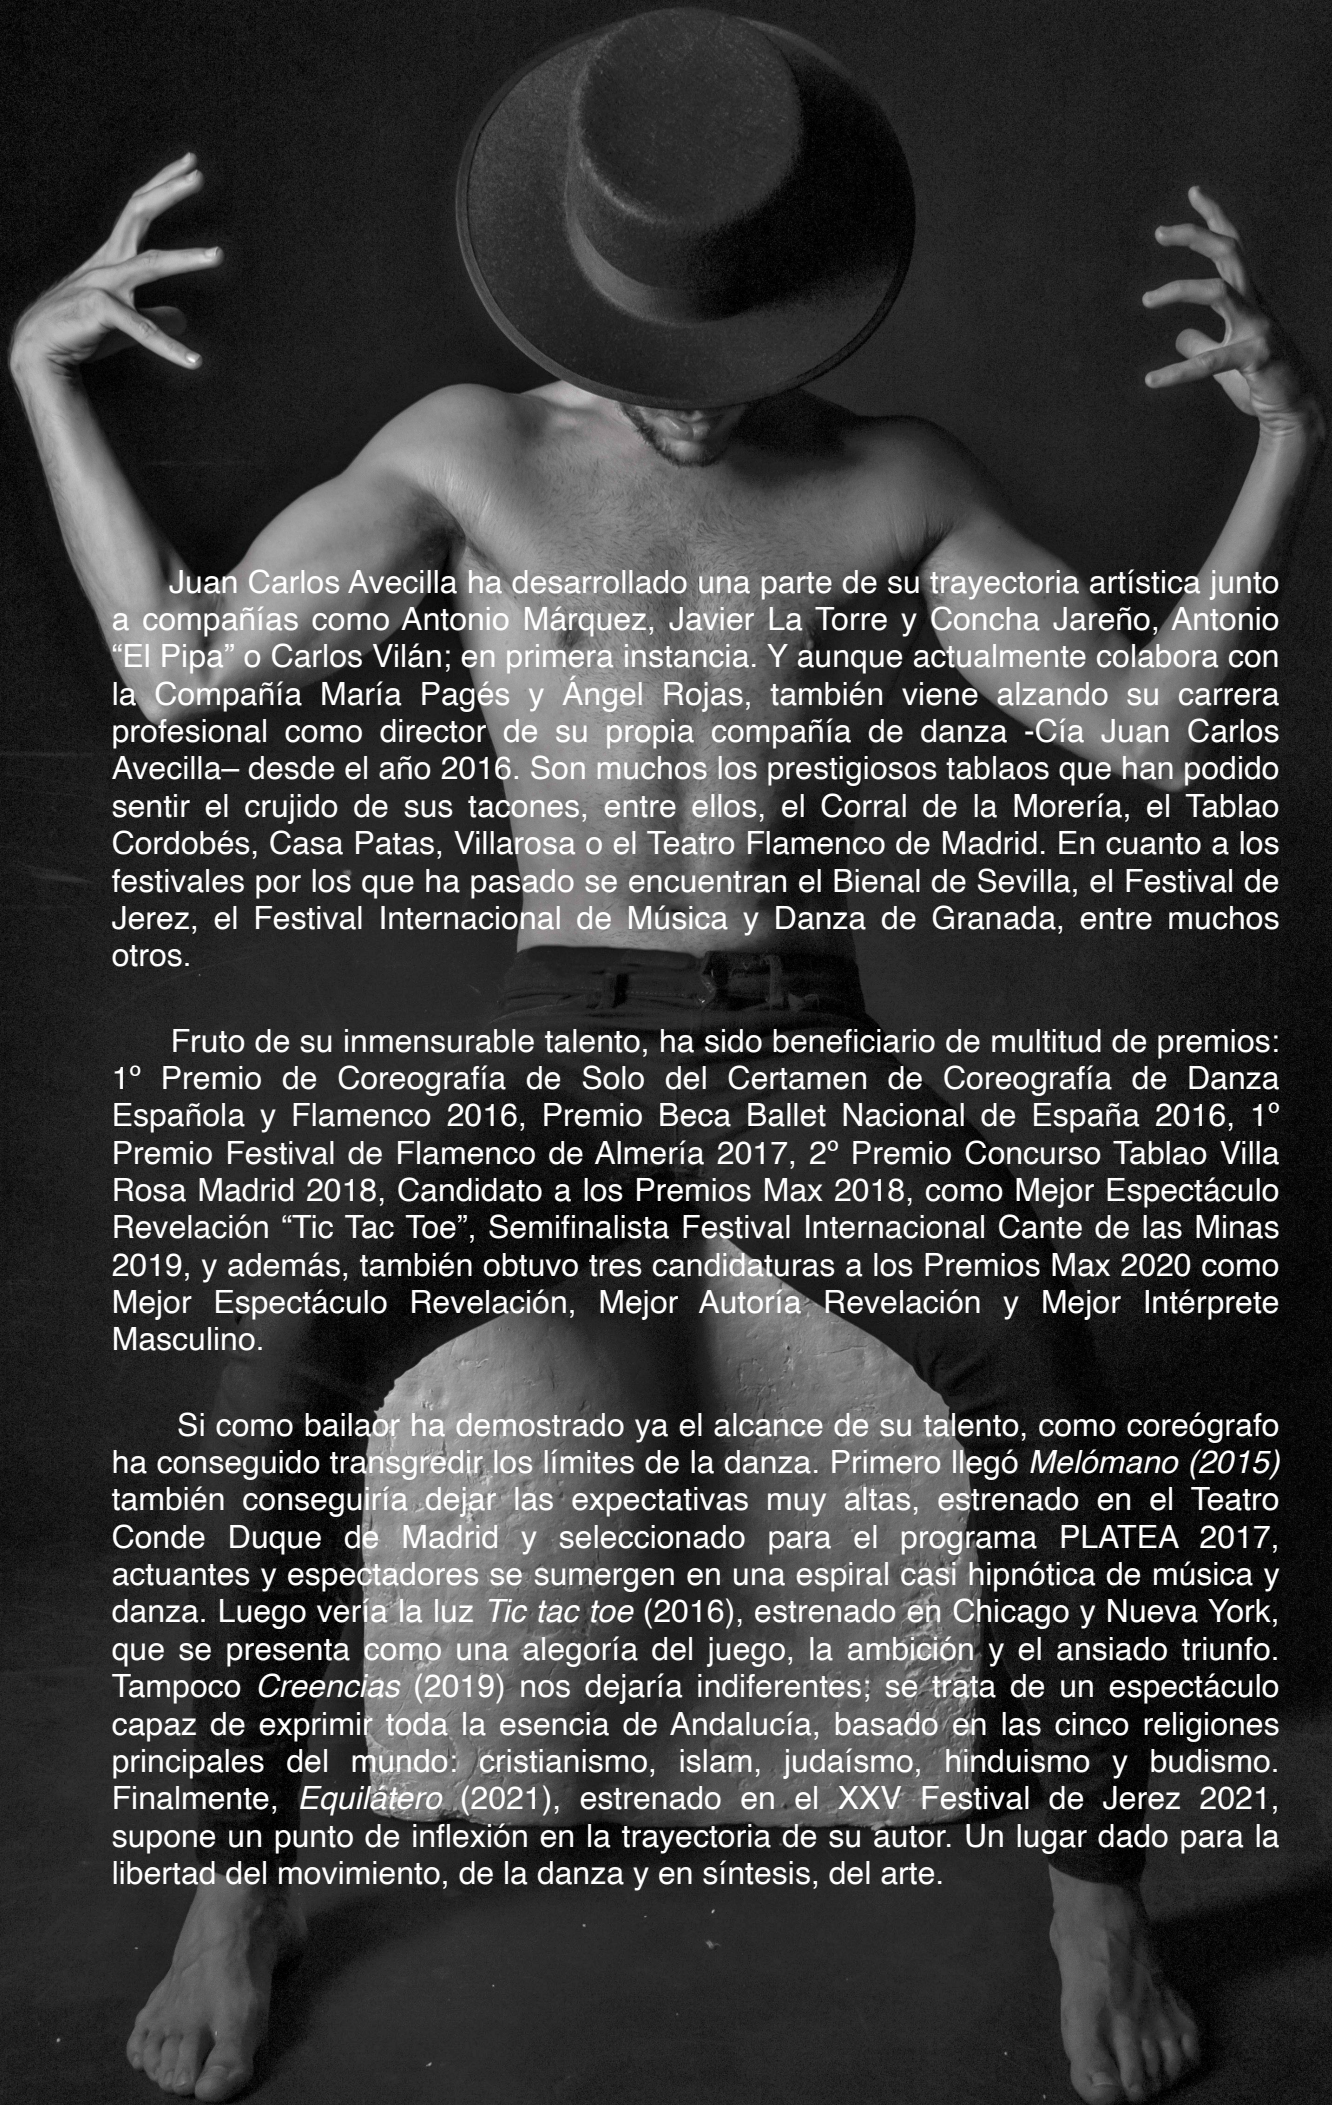 Juan Carlos Avecilla ha desarrollado una parte de su trayectoria artística junto
a compañías como Antonio Márquez, Javier La Torre y Concha Jareño, Antonio
“El Pipa” o Carlos Vilán; en primera instancia. Y aunque actualmente colabora con
la Compañía María Pagés y Ángel Rojas, también viene alzando su carrera
profesional como director de su propia compañía de danza -Cía Juan Carlos
Avecilla– desde el año 2016. Son muchos los prestigiosos tablaos que han podido
sentir el crujido de sus tacones, entre ellos, el Corral de la Morería, el Tablao
Cordobés, Casa Patas, Villarosa o el Teatro Flamenco de Madrid. En cuanto a los
festivales por los que ha pasado se encuentran el Bienal de Sevilla, el Festival de
Jerez, el Festival Internacional de Música y Danza de Granada, entre muchos
otros.
Fruto de su inmensurable talento, ha sido beneficiario de multitud de premios:
1º Premio de Coreografía de Solo del Certamen de Coreografía de Danza
Española y Flamenco 2016, Premio Beca Ballet Nacional de España 2016, 1º
Premio Festival de Flamenco de Almería 2017, 2º Premio Concurso Tablao Villa
Rosa Madrid 2018, Candidato a los Premios Max 2018, como Mejor Espectáculo
Revelación “Tic Tac Toe”, Semifinalista Festival Internacional Cante de las Minas
2019, y además, también obtuvo tres candidaturas a los Premios Max 2020 como
Mejor Espectáculo Revelación, Mejor Autoría Revelación y Mejor Intérprete
Masculino.
Si como bailaor ha demostrado ya el alcance de su talento, como coreógrafo
ha conseguido transgredir los límites de la danza. Primero llegó Melómano (2015)
también conseguiría dejar las expectativas muy altas, estrenado en el Teatro
Conde Duque de Madrid y seleccionado para el programa PLATEA 2017,
actuantes y espectadores se sumergen en una espiral casi hipnótica de música y
danza. Luego vería la luz Tic tac toe (2016), estrenado en Chicago y Nueva York,
que se presenta como una alegoría del juego, la ambición y el ansiado triunfo.
Tampoco Creencias (2019) nos dejaría indiferentes; se trata de un espectáculo
capaz de exprimir toda la esencia de Andalucía, basado en las cinco religiones
principales del mundo: cristianismo, islam, judaísmo, hinduismo y budismo.
Finalmente, Equilátero (2021), estrenado en el XXV Festival de Jerez 2021,
supone un punto de inflexión en la trayectoria de su autor. Un lugar dado para la
libertad del movimiento, de la danza y en síntesis, del arte.